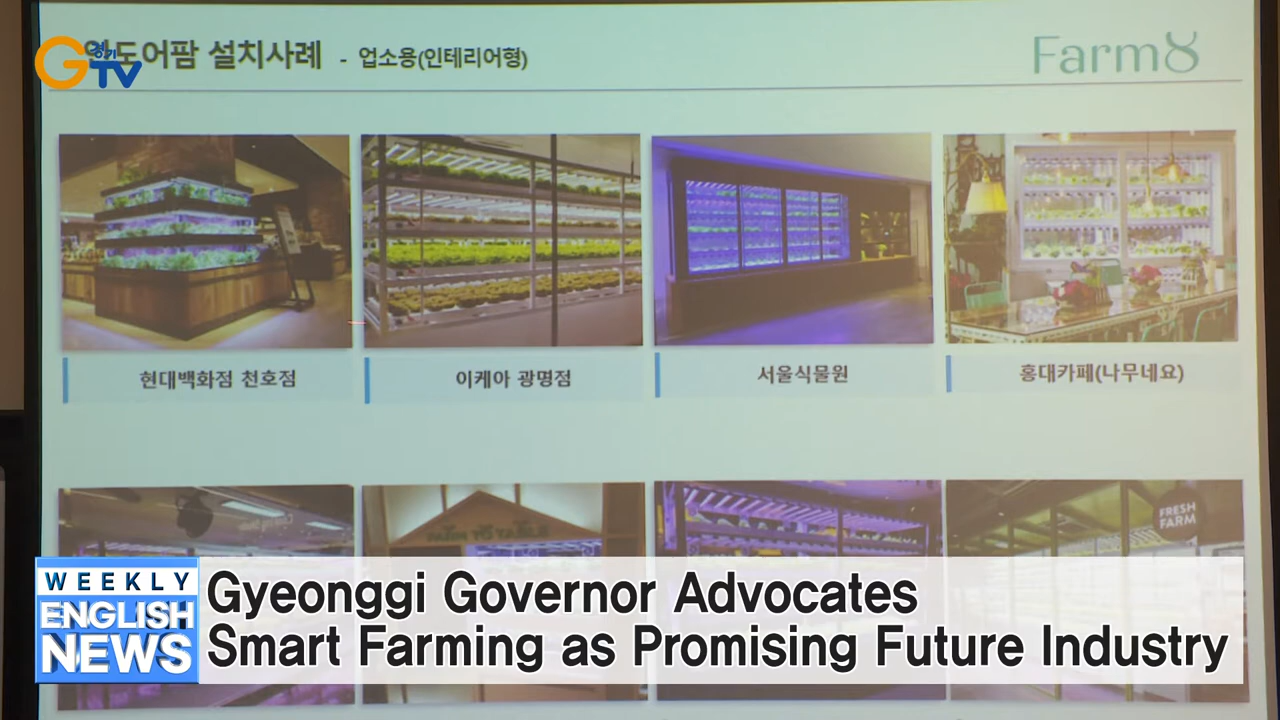 경기
GTV
인도어팜 설치사례 - 업소용(인테리어형)
Farm8
현대백화점 천호점
이케아 광명점
서울식물원
홍대카페(나무네요)
FRESH
FARM
WEEKLY
ENGLISH
NEWS
Gyeonggi Governor Advocates
Smart Farming as Promising Future Industry